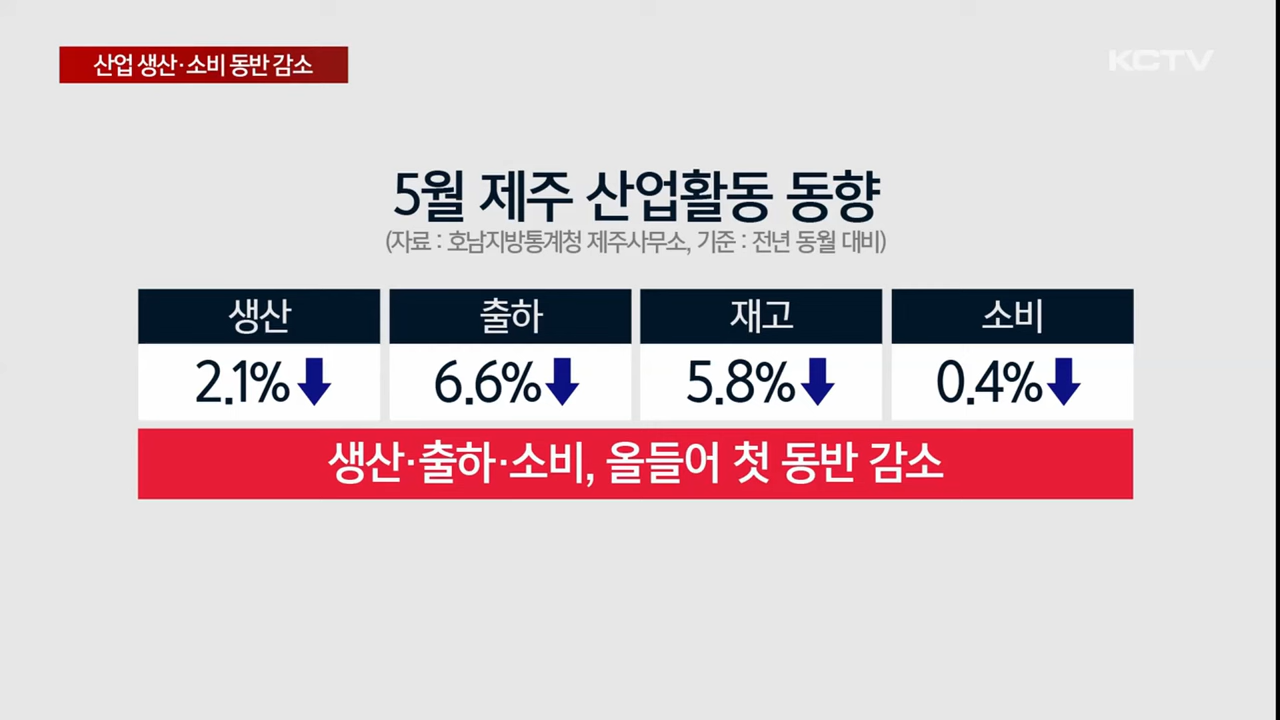 산업 생산·소비 동반 감소
KCTV
5월 제주 산업활동 동향
(자료 : 호남지방통계청 제주사무소, 기준 : 전년 동월 대비)
생산 출하 재고 소비
2.1% 6.6% 5.8% 0.4%
생산·출하·소비, 올들어 첫 동반 감소